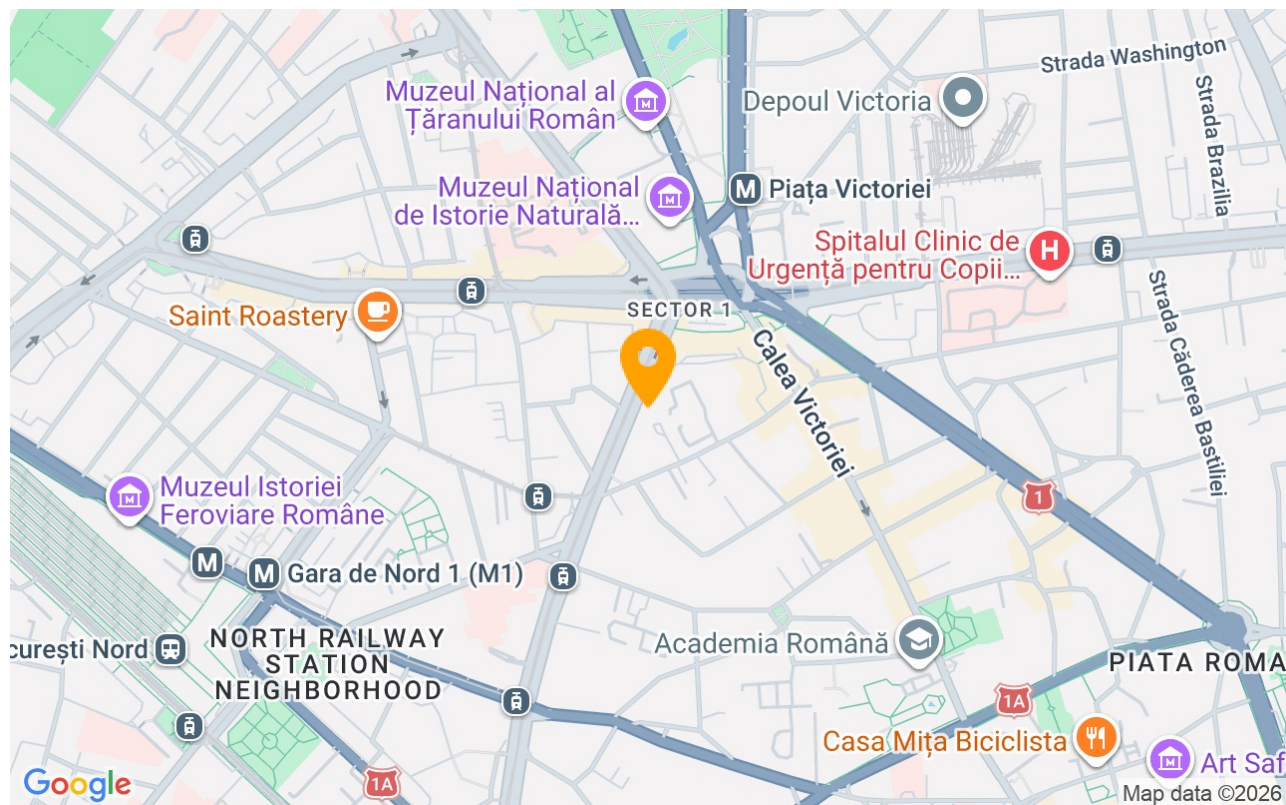 Strada Washington
Muzeul Național al
Țăranului Român
Depoul Victoria
Strada Brazilia
Muzeul Național
de Istorie Naturală...
M
Piața Victoriei
Spitalul Clinic de
Urgență pentru Copii...
H
SECTOR 1
Saint Roastery
Calea Victoriei
Strada Căderea Bastiliei
Muzeul Istoriei
Feroviare Române
1
M
M
Gara de Nord 1 (M1)
curești Nord
NORTH RAILWAY
STATION
NEIGHBORHOOD
Academia Română
PIATA ROMA
1A
Casa Mița Biciclista
1A
Art Saf
Google
Map data ©2026